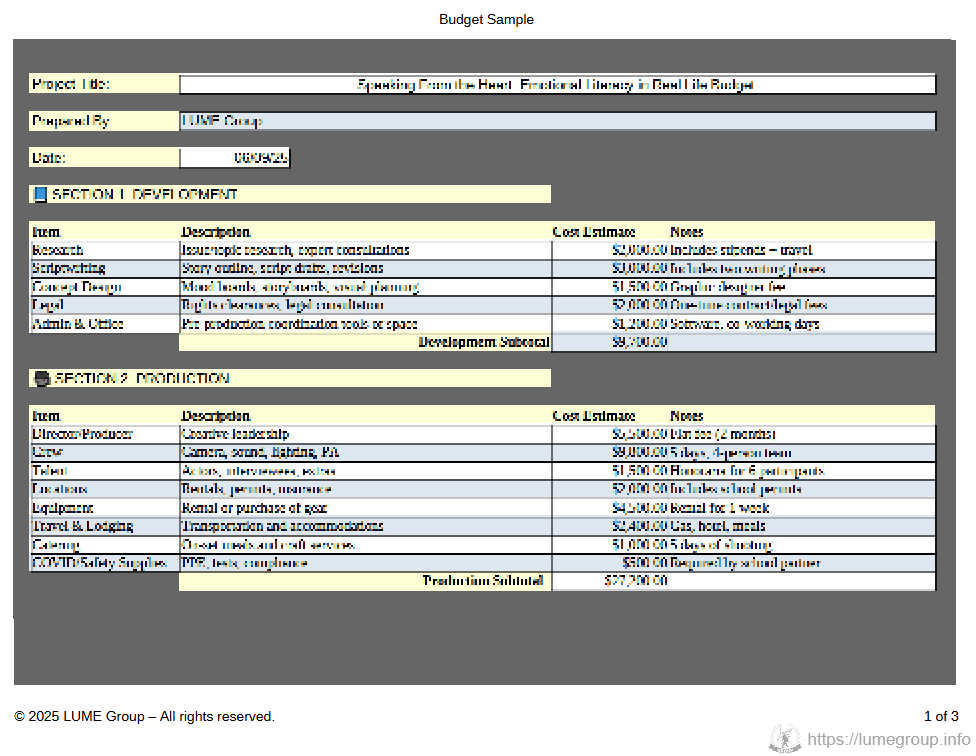 Budget Sample
Project Title: Speaking From the Heart: Emotional Literacy in Real Life Budget
Prepared By LUME Group
Date: 06/09/25
SECTION 1. DEVELOPMENT
Item Description Cost Estimate Notes
Research Issue/topic research, expert consultations $2,000.00 Includes stipends + travel
Scriptwriting Story outline, script drafts, revisions $3,000.00 Includes two writing phases
Concept Design Mood boards, storyboards, visual planning $1,500.00 Graphic designer fee
Legal Rights clearances, legal consultation $2,000.00 One-time contract/legal fees
Admin & Office Pre-production coordination tools or space $1,200.00 Software, co-working days
Development Subtotal $9,700.00
SECTION 2. PRODUCTION
Item Description Cost Estimate Notes
Director/Producer Creative leadership $5,500.00 Flat fee (2 months)
Crew Camera, sound, lighting, PA $9,800.00 5 days, 4-person team
Talent Actors, interviewees, extras $1,500.00 Honoraria for 6 participants
Locations Rentals, permits, insurance $2,000.00 Includes school permits
Equipment Rental or purchase of gear $4,500.00 Rental for 1 week
Travel & Lodging Transportation and accommodations $2,400.00 Gas, hotel, meals
Catering On-set meals and craft services $1,000.00 5 days of shooting
COVID/Safety Supplies PPE, tests, compliance $500.00 Required by school partner
Production Subtotal $27,200.00
© 2025 LUME Group – All rights reserved. 1 of 3
https://lumegroup.info